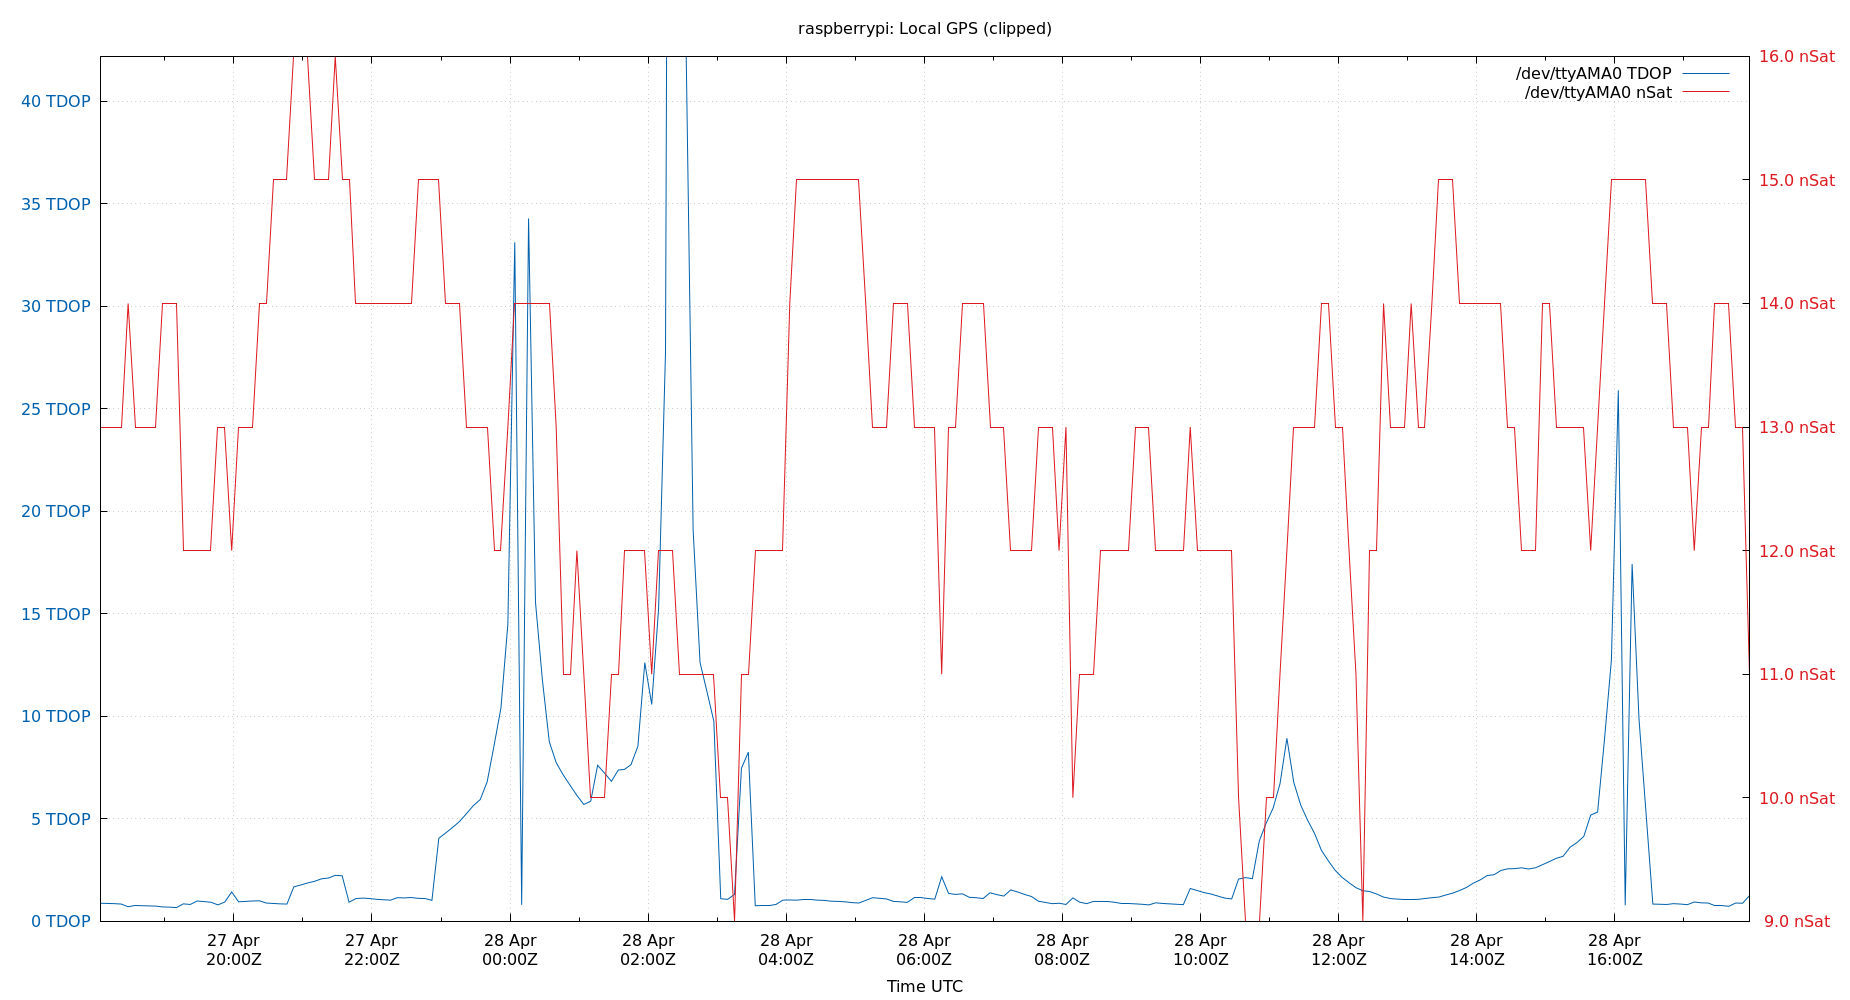 raspberrypi: Local GPS (clipped)
/dev/ttyAMA0 TDOP
/dev/ttyAMA0 nSat
40 TDOP
35 TDOP
30 TDOP
25 TDOP
20 TDOP
15 TDOP
10 TDOP
5 TDOP
0 TDOP
16.0 nSat
15.0 nSat
14.0 nSat
13.0 nSat
12.0 nSat
11.0 nSat
10.0 nSat
9.0 nSat
27 Apr
20:00Z
27 Apr
22:00Z
28 Apr
00:00Z
28 Apr
02:00Z
28 Apr
04:00Z
28 Apr
06:00Z
28 Apr
08:00Z
28 Apr
10:00Z
28 Apr
12:00Z
28 Apr
14:00Z
28 Apr
16:00Z
Time UTC